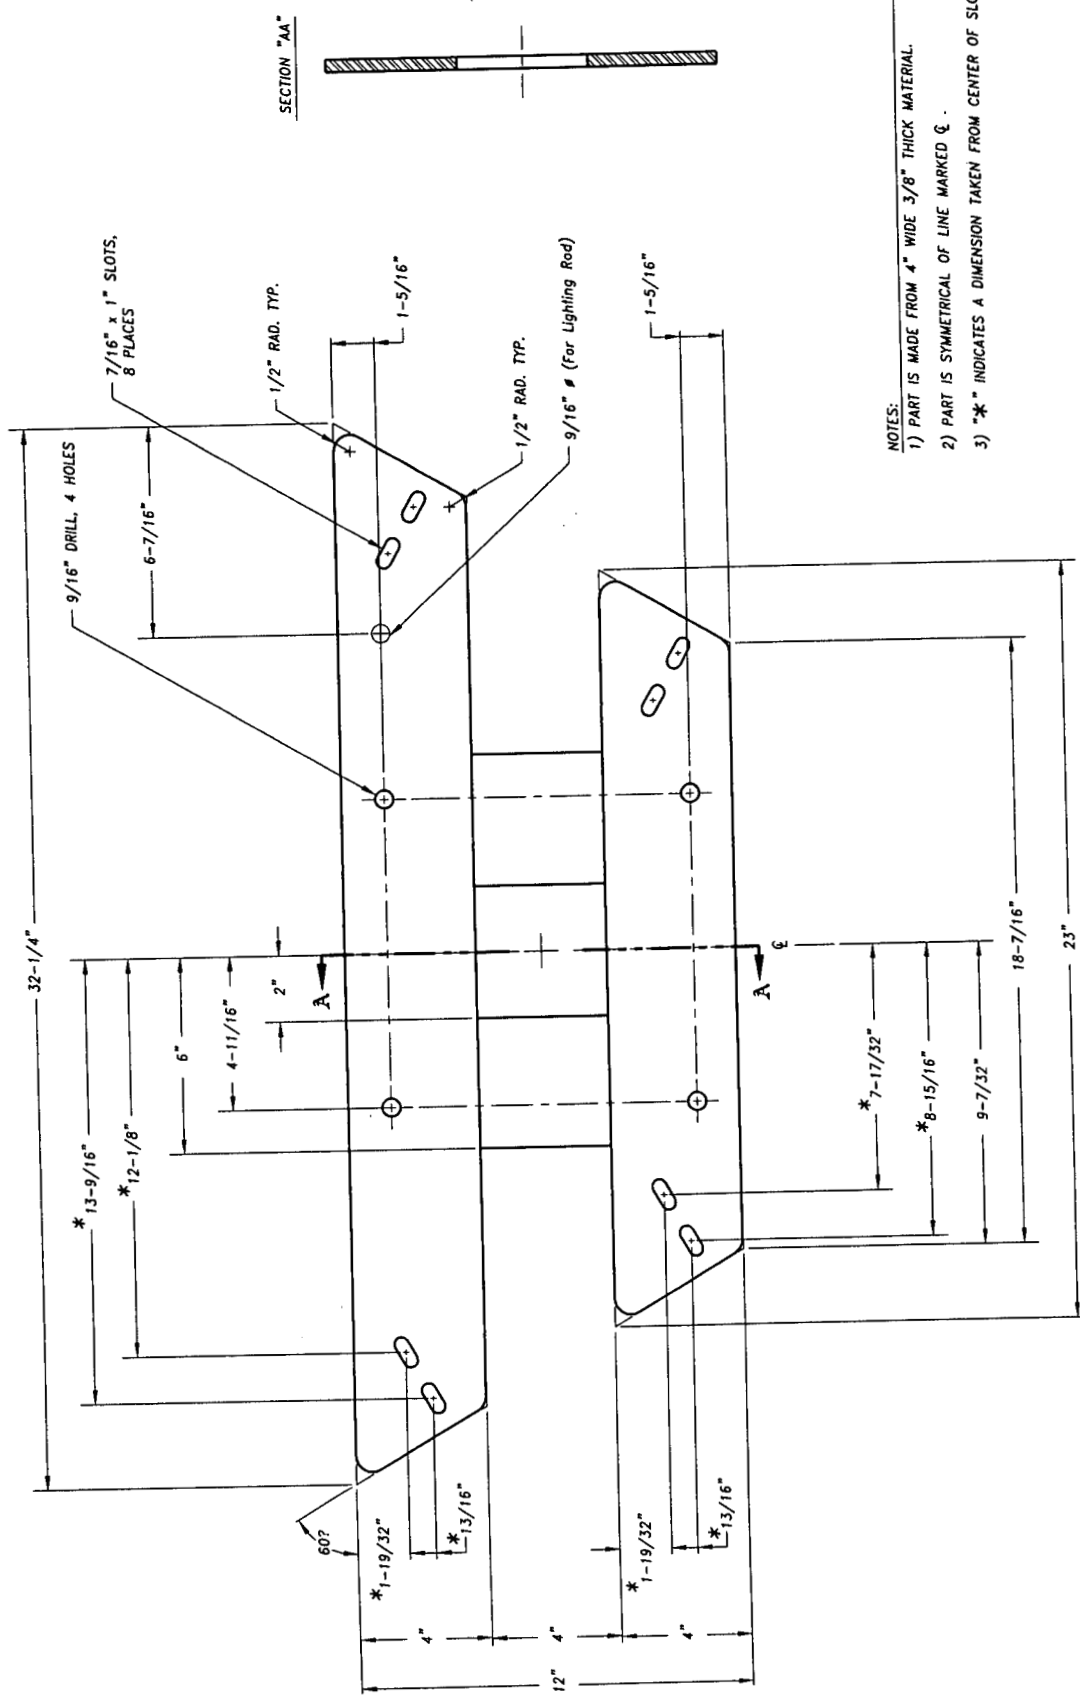 SECTION "AA"
NOTES:
1) PART IS MADE FROM 4" WIDE 3/8" THICK MATERIAL.
2) PART IS SYMMETRICAL OF LINE MARKED ℄ .
3) "*" INDICATES A DIMENSION TAKEN FROM CENTER OF SLO
32-1/4"
6-7/16"
9/16" DRILL, 4 HOLES
7/16" x 1" SLOTS,
8 PLACES
1/2" RAD. TYP.
1-5/16"
1/2" RAD. TYP.
9/16" ø (For Lighting Rod)
1-5/16"
*13-9/16"
*12-1/8"
6"
4-11/16"
2"
A
A
℄
*7-17/32"
*8-15/16"
9-7/32"
18-7/16"
23"
60?
*1-19/32"
*13/16"
*1-19/32"
*13/16"
4"
4"
4"
12"